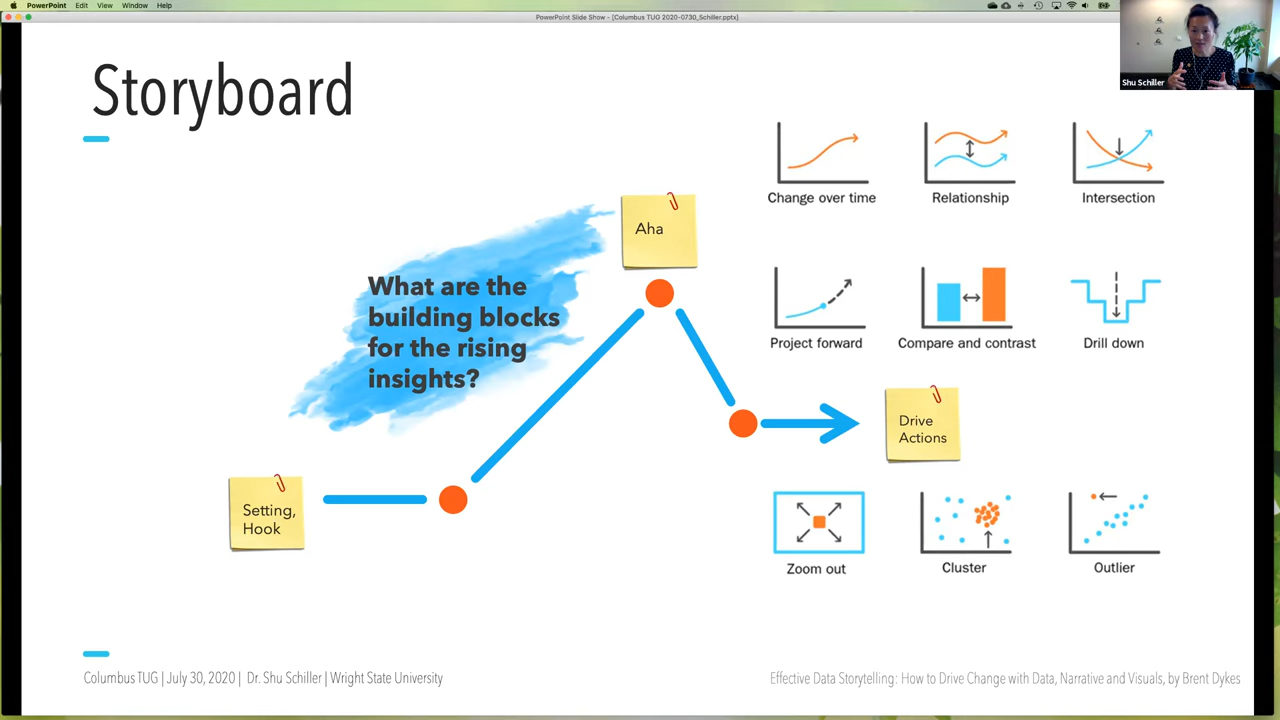 PowerPoint Edit View Window Help
PowerPoint Slide Show - [Columbus TUG 2020-0730_Schiller.pptx]
Shu Schiller
Storyboard
Change over time
Relationship
Intersection
Aha
What are the
building blocks
for the rising
insights?
Project forward
Compare and contrast
Drill down
Drive
Actions
Setting,
Hook
Zoom out
Cluster
Outlier
Columbus TUG | July 30, 2020 | Dr. Shu Schiller | Wright State University
Effective Data Storytelling: How to Drive Change with Data, Narrative and Visuals, by Brent Dykes